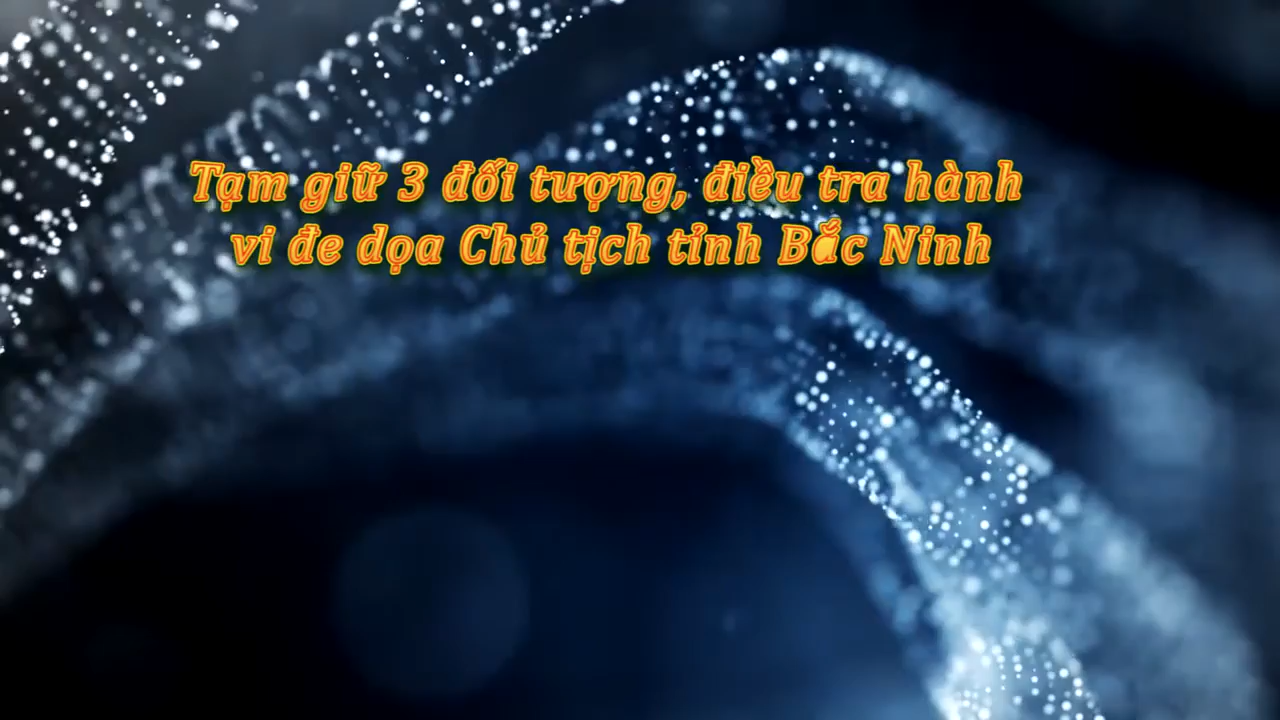 Tạm giữ 3 đối tượng, điều tra hành
vi đe dọa Chủ tịch tỉnh Bắc Ninh